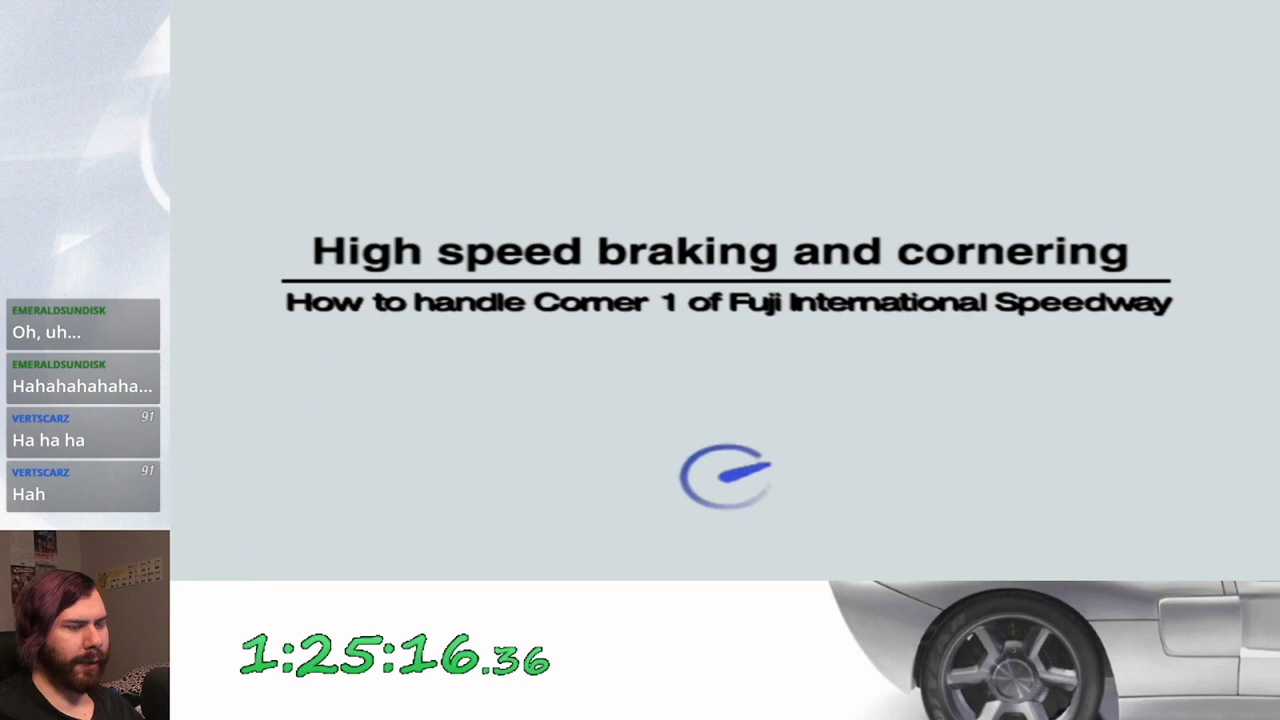 High speed braking and cornering
How to handle Corner 1 of Fuji International Speedway
EMERALDSUNDISK
Oh, uh...
EMERALDSUNDISK
Hahahahahaha...
VERTSCARZ 91
Ha ha ha
VERTSCARZ 91
Hah
1:25:16.36